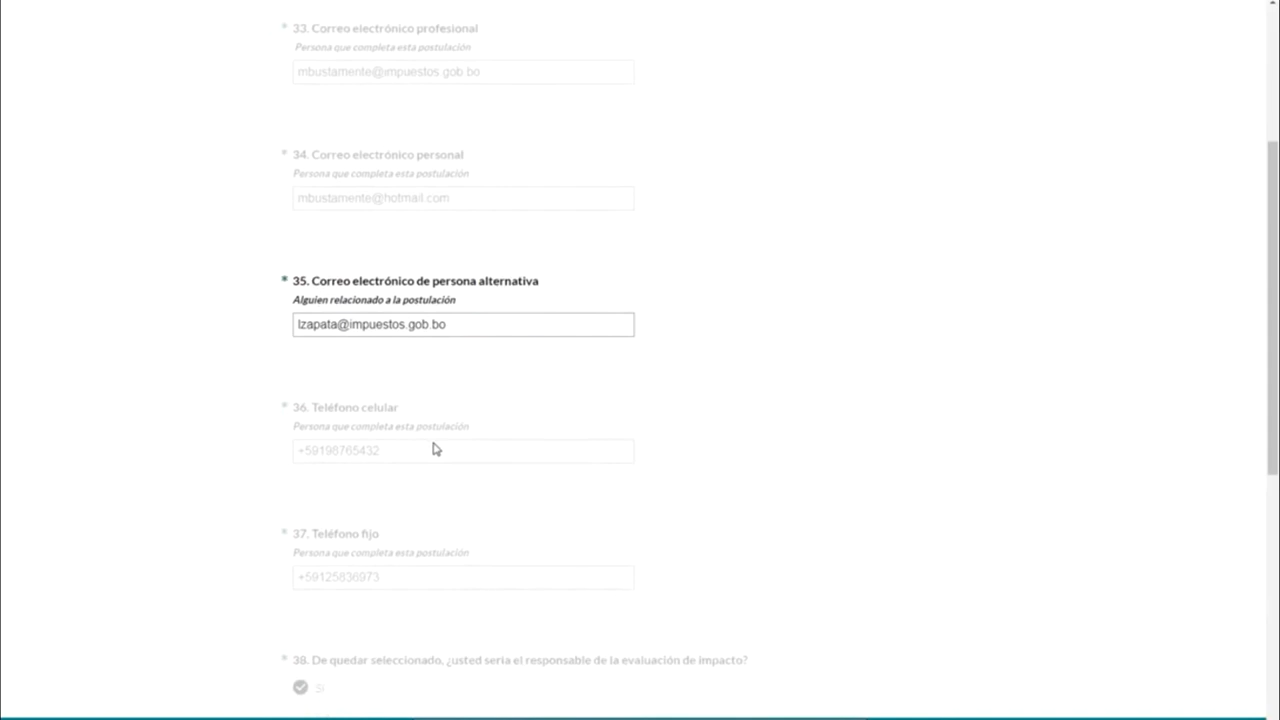 * 33. Correo electrónico profesional
Persona que completa esta postulación
mbustamente@impuestos.gob.bo
* 34. Correo electrónico personal
Persona que completa esta postulación
mbustamente@hotmail.com
* 35. Correo electrónico de persona alternativa
Alguien relacionado a la postulación
lzapata@impuestos.gob.bo
* 36. Teléfono celular
Persona que completa esta postulación
+59198765432
* 37. Teléfono fijo
Persona que completa esta postulación
+59125836973
* 38. De quedar seleccionado, ¿usted sería el responsable de la evaluación de impacto?
Sí